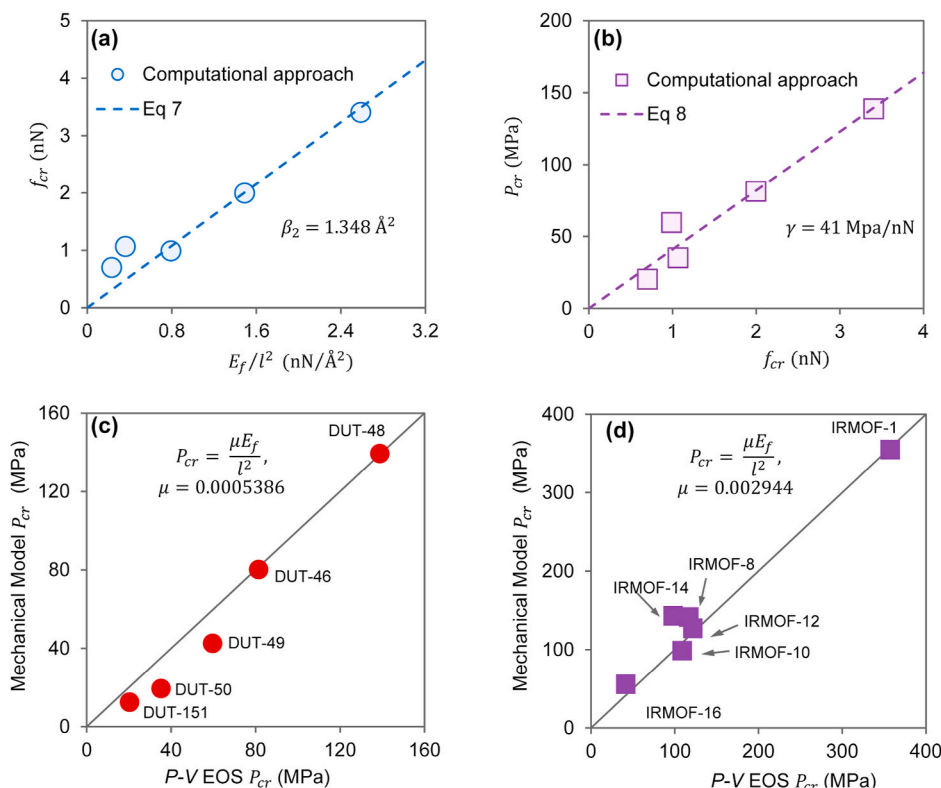 (a)
Computational approach
Eq 7
β₂ = 1.348 Å²
5
4
3
2
1
0
0 0.8 1.6 2.4 3.2
f_cr (nN)
E_f/l² (nN/Å²)
(b)
Computational approach
Eq 8
γ = 41 Mpa/nN
200
150
100
50
0
0 1 2 3 4
P_cr (MPa)
f_cr (nN)
(c)
P_cr = μE_f/l²,
μ = 0.0005386
DUT-48
DUT-46
DUT-49
DUT-50
DUT-151
160
120
80
40
0
0 40 80 120 160
Mechanical Model P_cr (MPa)
P-V EOS P_cr (MPa)
(d)
P_cr = μE_f/l²,
μ = 0.002944
IRMOF-1
IRMOF-8
IRMOF-14
IRMOF-12
IRMOF-10
IRMOF-16
400
300
200
100
0
0 100 200 300 400
Mechanical Model P_cr (MPa)
P-V EOS P_cr (MPa)